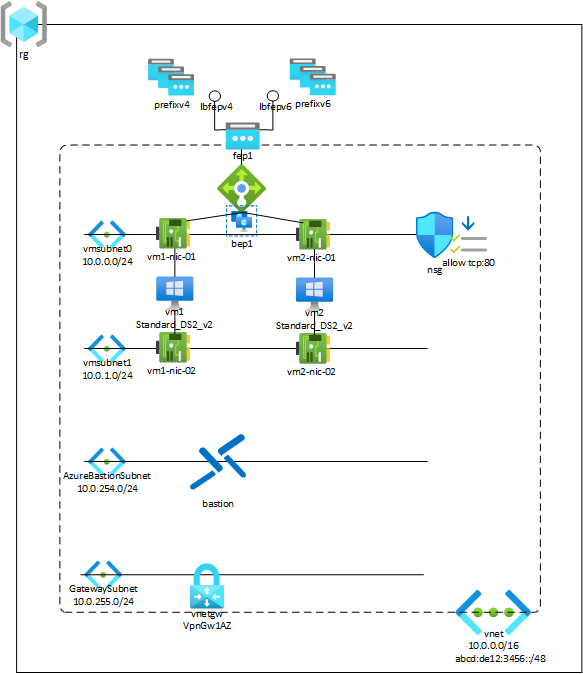 rg
prefixv4
lbfepv4
lbfepv6
prefixv6
fep1
bep1
vmsubnet0
10.0.0.0/24
vm1-nic-01
vm2-nic-01
nsg
allow tcp:80
vm1
Standard_DS2_v2
vm2
Standard_DS2_v2
vmsubnet1
10.0.1.0/24
vm1-nic-02
vm2-nic-02
AzureBastionSubnet
10.0.254.0/24
bastion
GatewaySubnet
10.0.255.0/24
vnetgw
VpnGw1AZ
vnet
10.0.0.0/16
abcd:de12:3456::/48